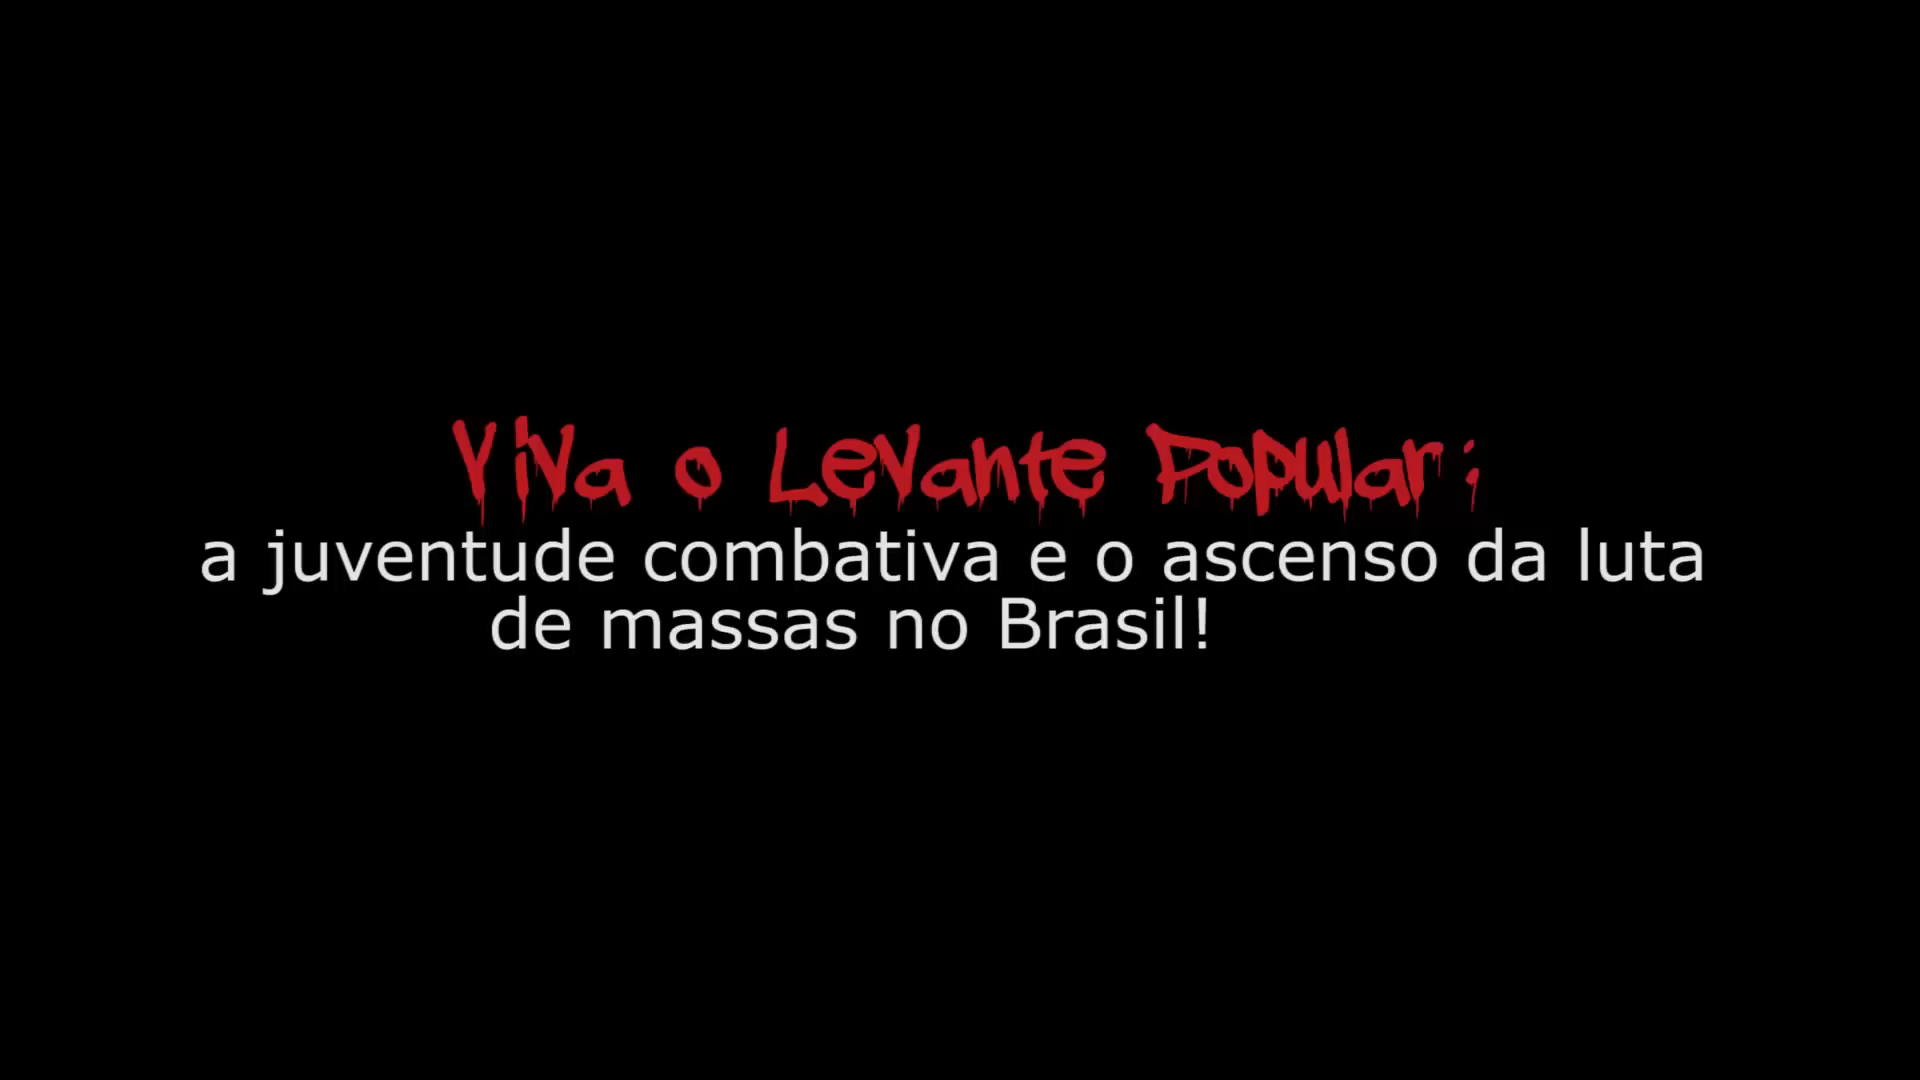 Viva o Levante Popular;
a juventude combativa e o ascenso da luta
de massas no Brasil!